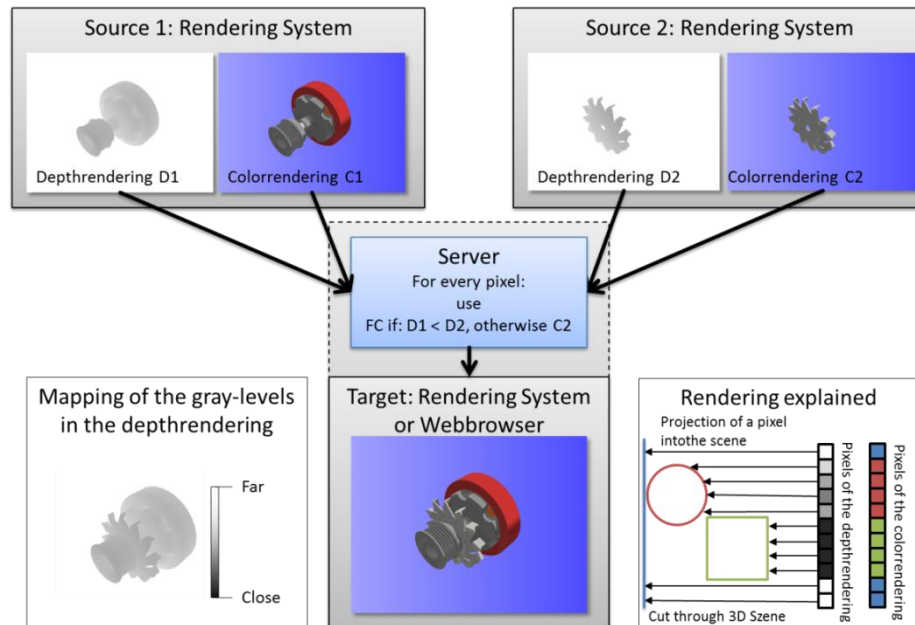 Source 1: Rendering System
Depthrendering D1
Colorrendering C1
Source 2: Rendering System
Depthrendering D2
Colorrendering C2
Server
For every pixel:
use
FC if: D1 < D2, otherwise C2
Mapping of the gray-levels
in the depthrendering
Far
Close
Target: Rendering System
or Webbrowser
Rendering explained
Projection of a pixel
intothe scene
Pixels of the depthrendering
Pixels of the colorrendering
Cut through 3D Szene